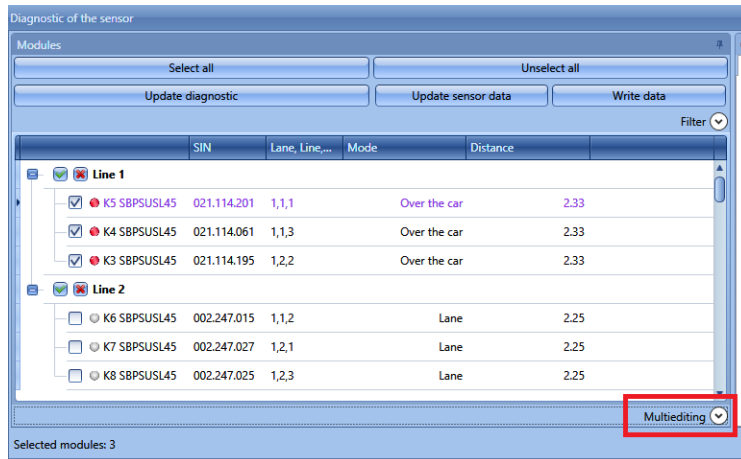 Diagnostic of the sensor
Modules
Select all Unselect all
Update diagnostic Update sensor data Write data
Filter
SIN Lane, Line,... Mode Distance
Line 1
K5 SBPSUSL45 021.114.201 1,1,1 Over the car 2.33
K4 SBPSUSL45 021.114.061 1,1,3 Over the car 2.33
K3 SBPSUSL45 021.114.195 1,2,2 Over the car 2.33
Line 2
K6 SBPSUSL45 002.247.015 1,1,2 Lane 2.25
K7 SBPSUSL45 002.247.027 1,2,1 Lane 2.25
K8 SBPSUSL45 002.247.025 1,2,3 Lane 2.25
Multiediting
Selected modules: 3